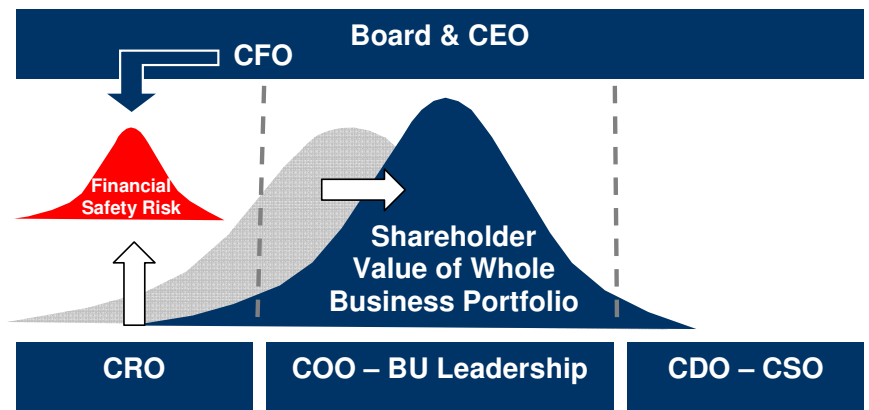 Board & CEO
CFO
Financial
Safety Risk
Shareholder
Value of Whole
Business Portfolio
CRO
COO – BU Leadership
CDO – CSO